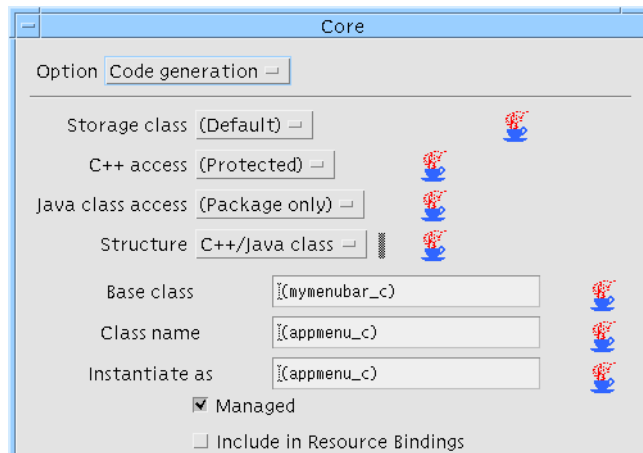 Core
Option Code generation
Storage class (Default)
C++ access (Protected)
Java class access (Package only)
Structure C++/Java class
Base class (mymenubar_c)
Class name (appmenu_c)
Instantiate as (appmenu_c)
Managed
Include in Resource Bindings